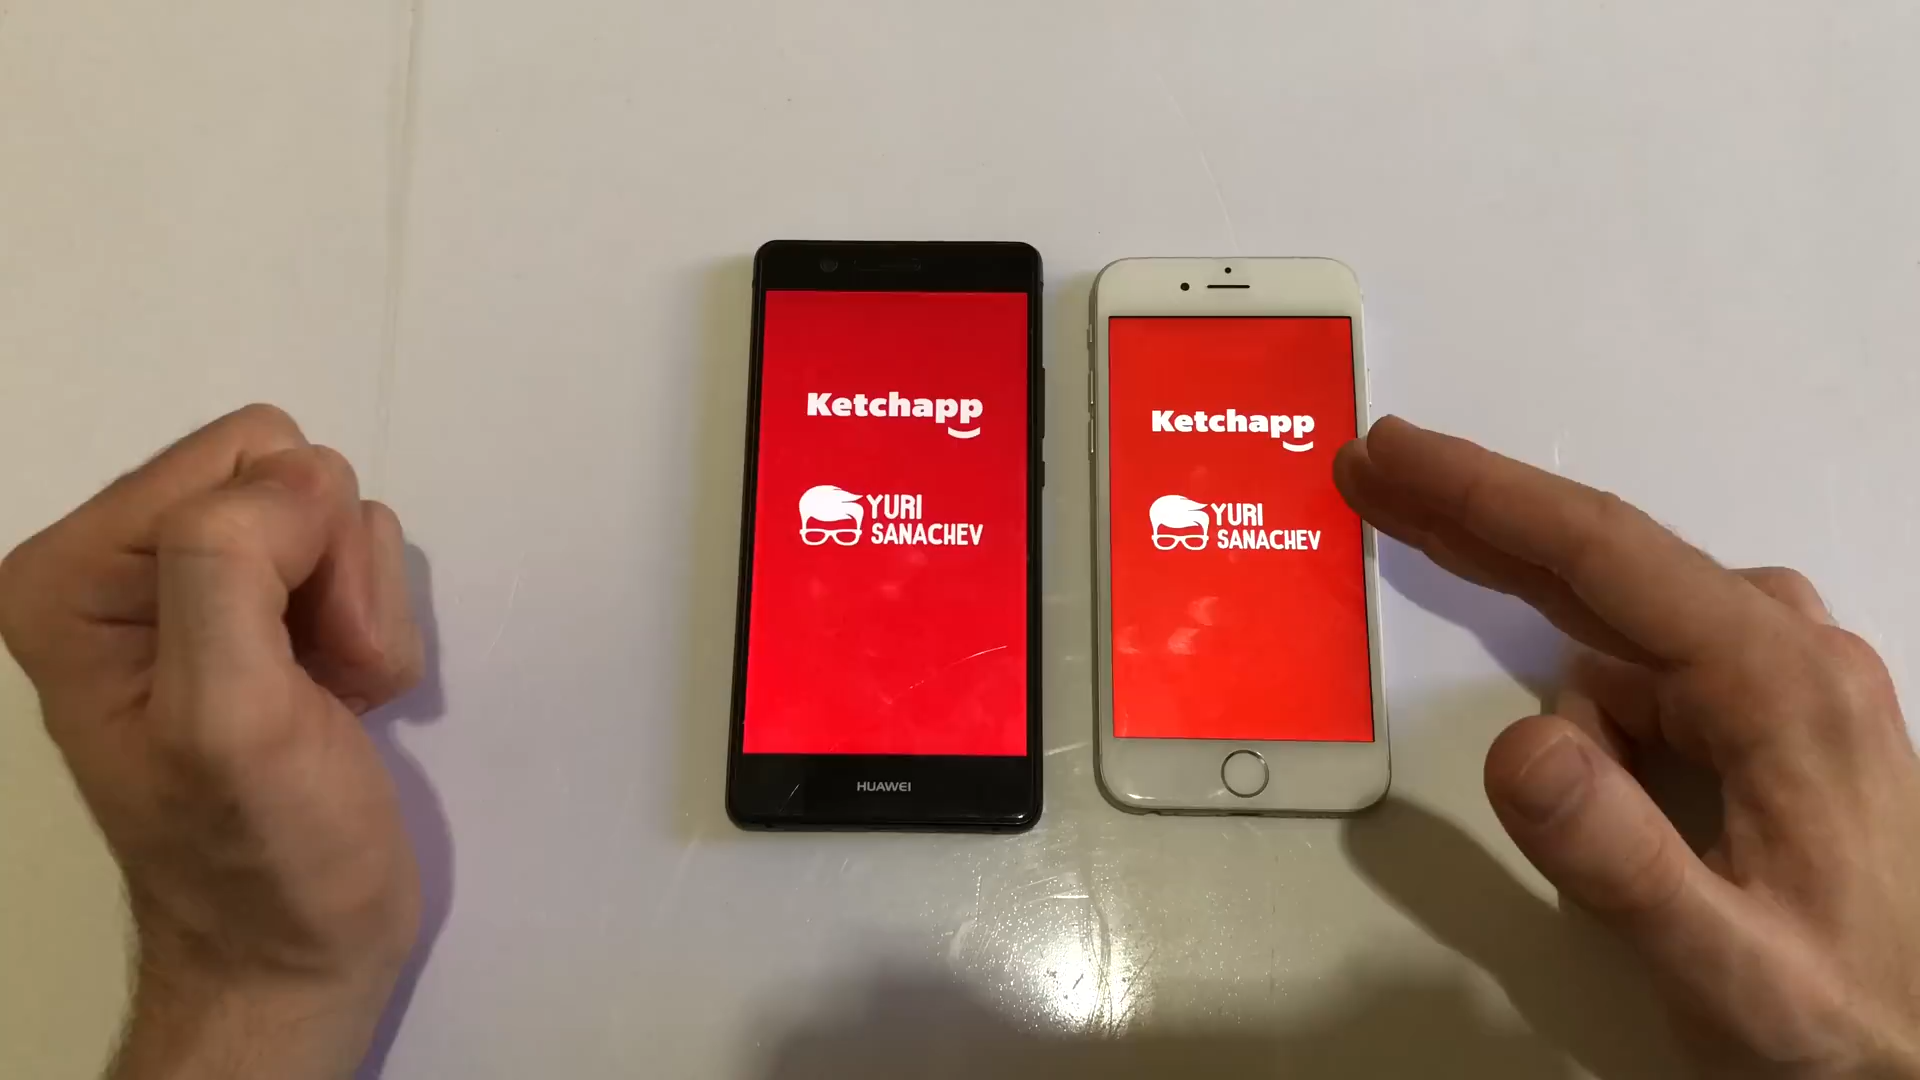 Ketchapp
YURI
SANACHEV
HUAWEI
Ketchapp
YURI
SANACHEV